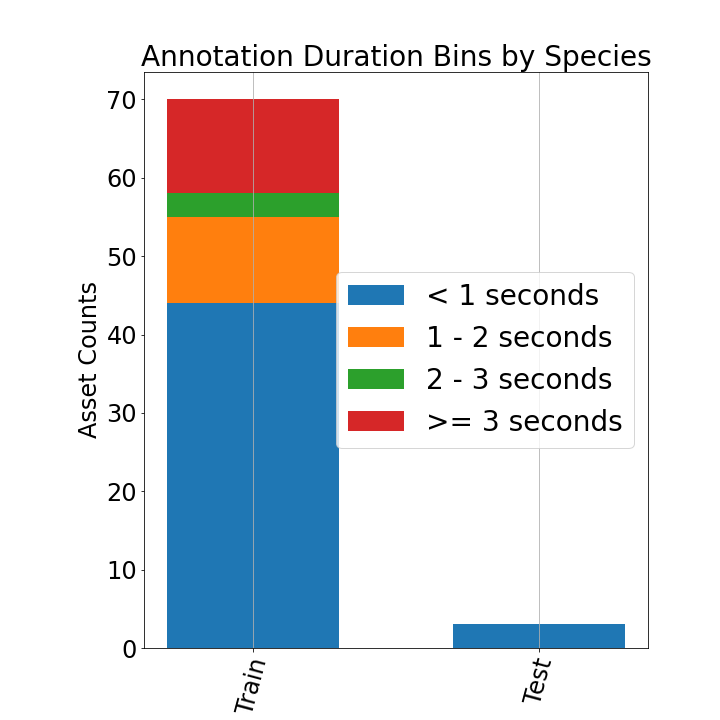 Annotation Duration Bins by Species
70
60
50
40
30
20
10
0
Asset Counts
< 1 seconds
1 - 2 seconds
2 - 3 seconds
>= 3 seconds
Train
Test